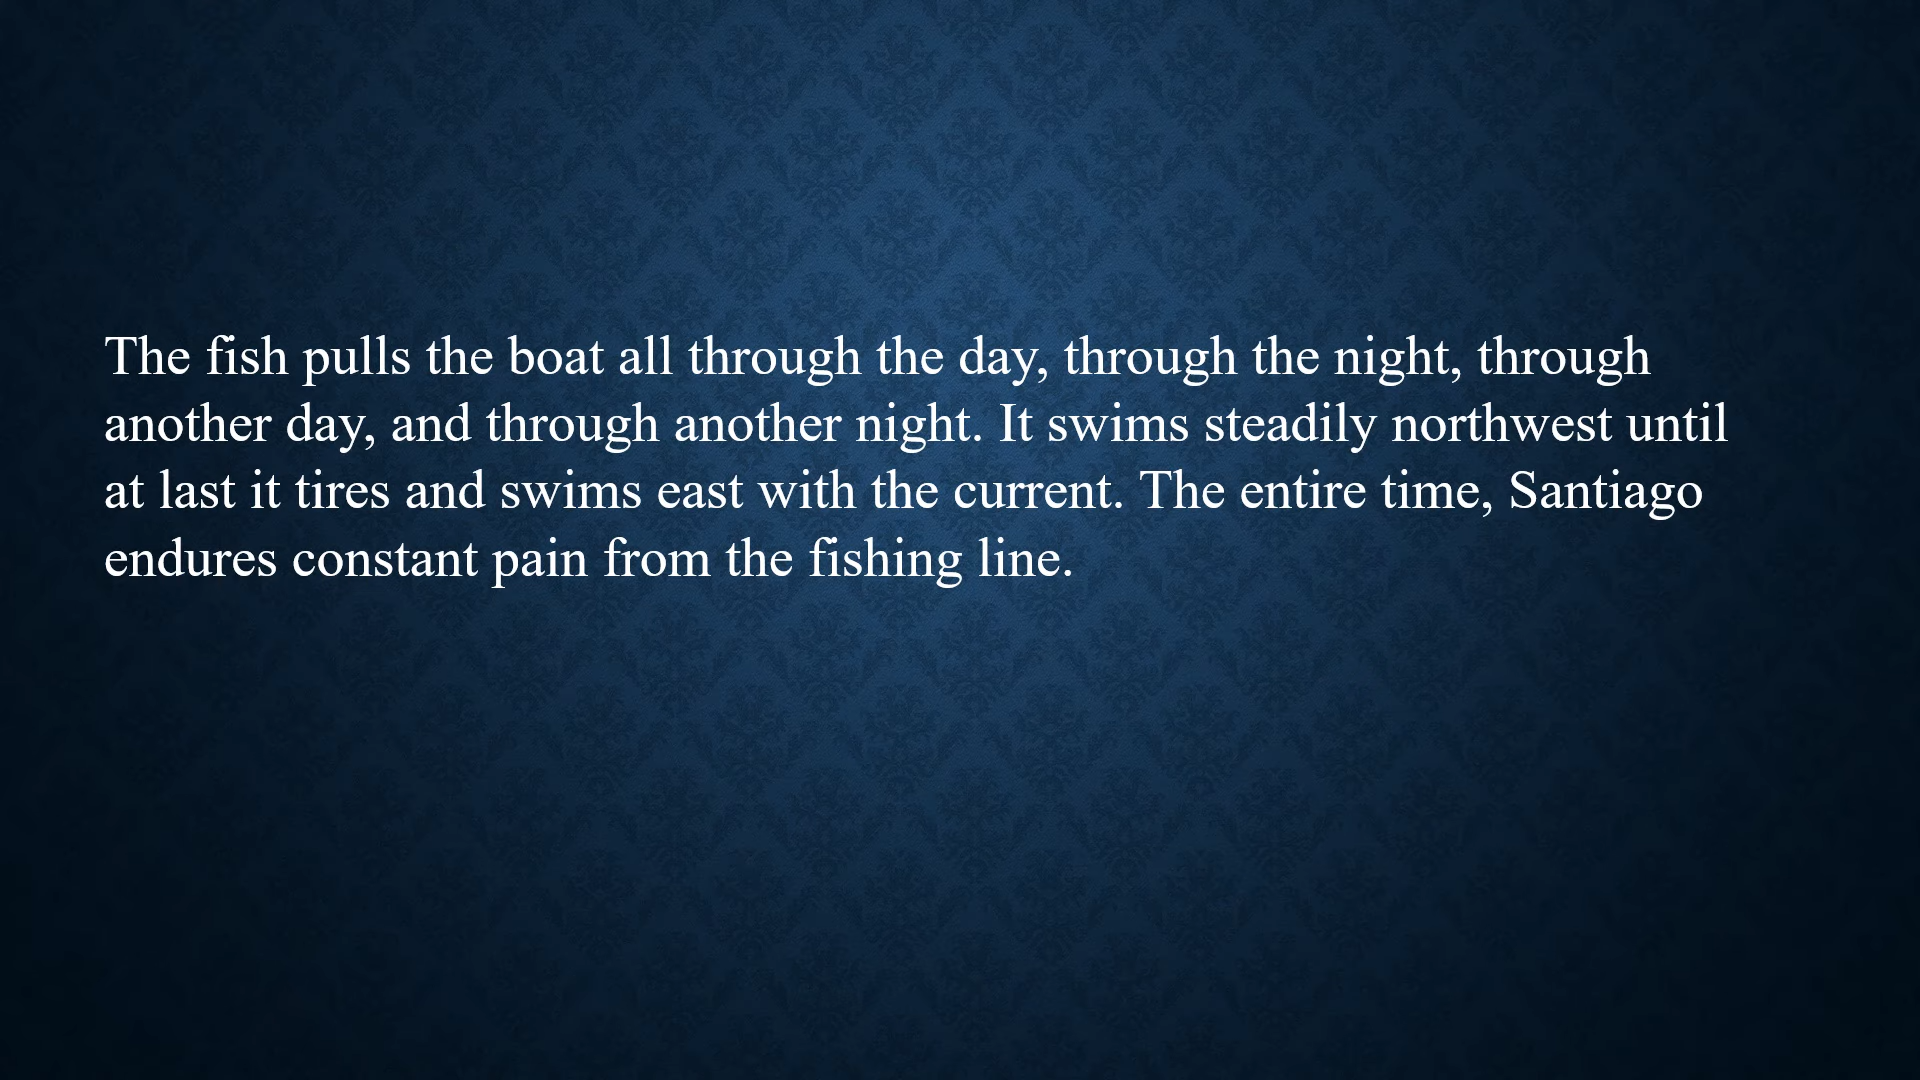 The fish pulls the boat all through the day, through the night, through
another day, and through another night. It swims steadily northwest until
at last it tires and swims east with the current. The entire time, Santiago
endures constant pain from the fishing line.